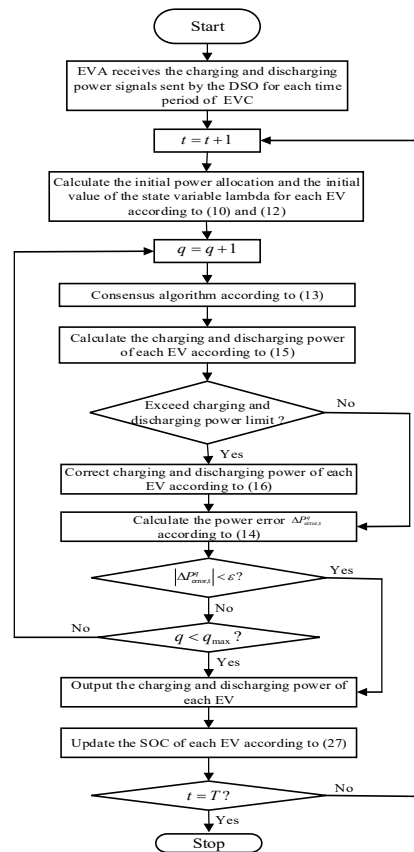 Start
EVA receives the charging and discharging
power signals sent by the DSO for each time
period of EVC
t = t+1
Calculate the initial power allocation and the initial
value of the state variable lambda for each EV
according to (10) and (12)
q = q+1
Consensus algorithm according to (13)
Calculate the charging and discharging power
of each EV according to (15)
Exceed charging and
discharging power limit ?
No
Yes
Correct charging and discharging power of each
EV according to (16)
Calculate the power error ΔP^q_error,t
according to (14)
|ΔP^q_error,t| < ε ?
Yes
No
No
q < q_max ?
Yes
Output the charging and discharging power of
each EV
Update the SOC of each EV according to (27)
t = T ?
No
Yes
Stop